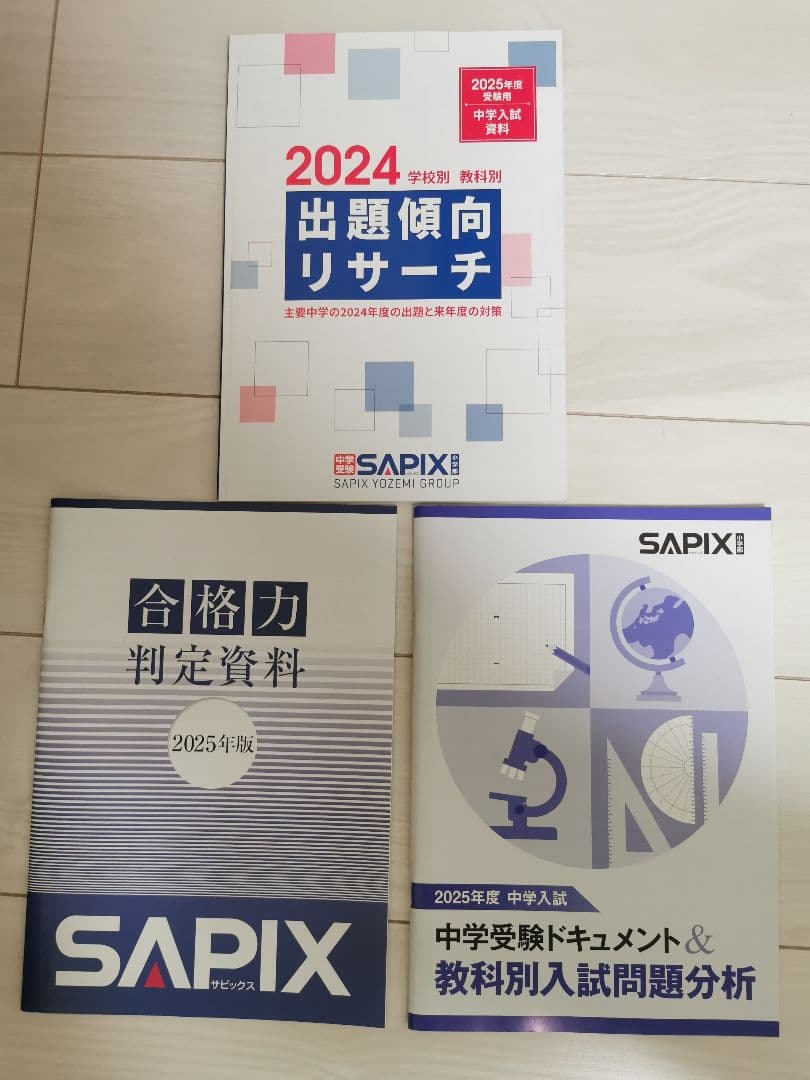 2025年度
受験用
中学入試
資料
2024 学校別 教科別
出題傾向
リサーチ
主要中学の2024年度の出題と来年度の対策
中学
受験 SAPIX 小学部
SAPIX YOZEMI GROUP
合格力
判定資料
2025年版
SAPIX
サピックス
SAPIX 小学部
2025年度 中学入試
中学受験ドキュメント&
教科別入試問題分析